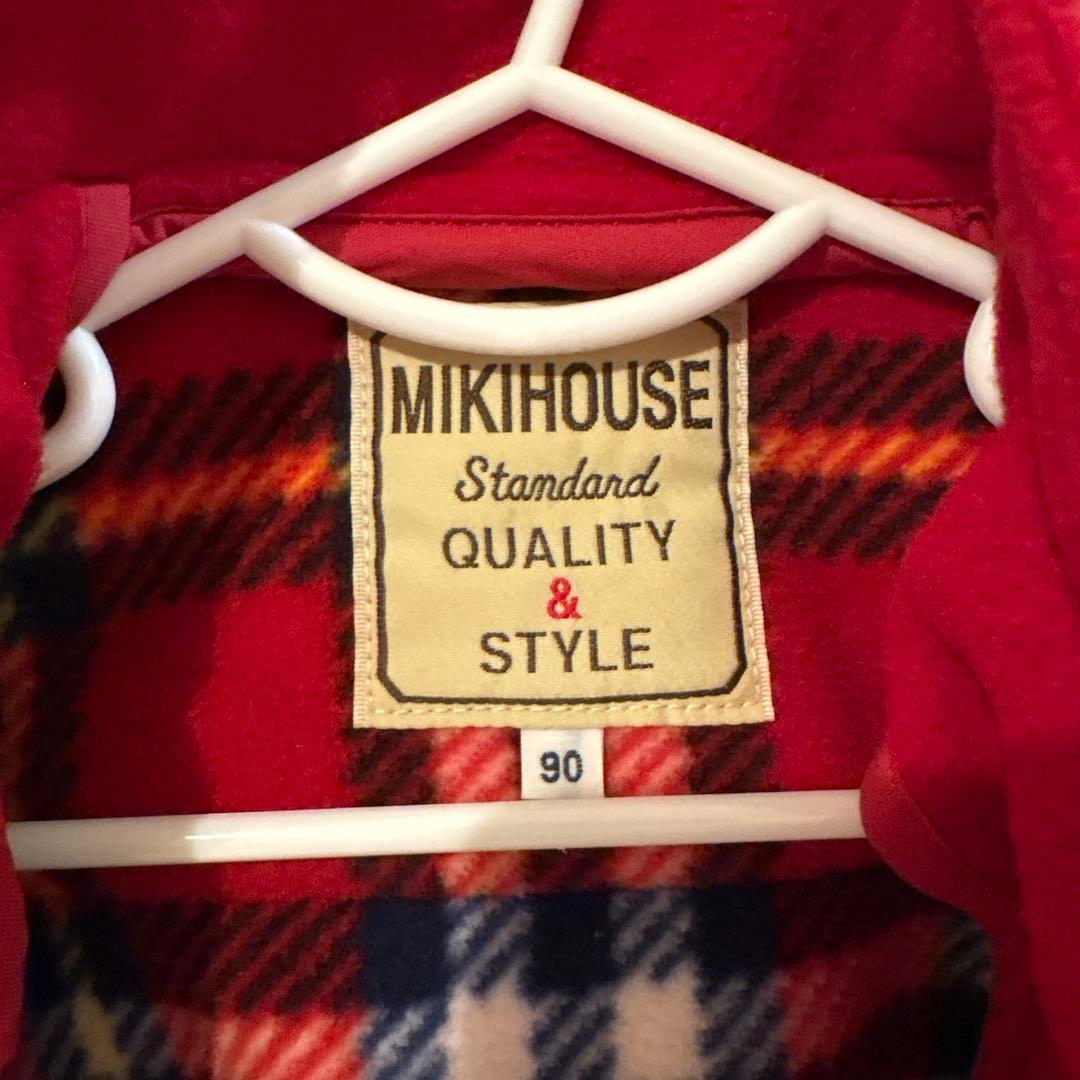 MIKIHOUSE
Standard
QUALITY
&
STYLE
90